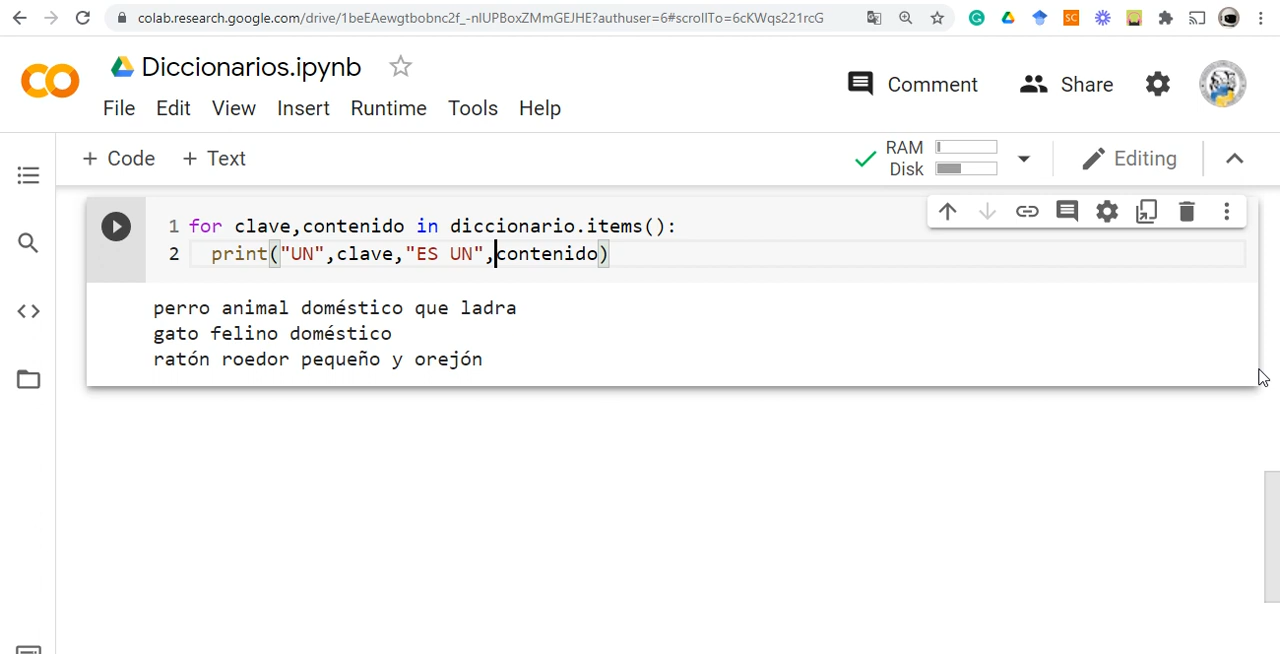 colab.research.google.com/drive/1beEAewgtbobnc2f_-nIUPBoxZMmGEJHE?authuser=6#scrollTo=6cKWqs221rcG
SC
Diccionarios.ipynb
Comment
Share
File Edit View Insert Runtime Tools Help
+ Code + Text
RAM
Disk
Editing
1 for clave,contenido in diccionario.items():
2 print("UN",clave,"ES UN",contenido)
perro animal doméstico que ladra
gato felino doméstico
ratón roedor pequeño y orejón